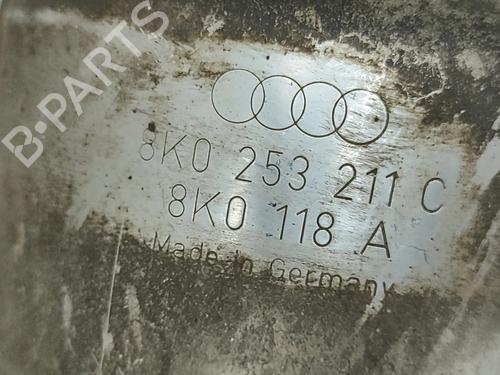 B-PARTS
8K0 253 211 C
8K0 118 A
Made in Germany